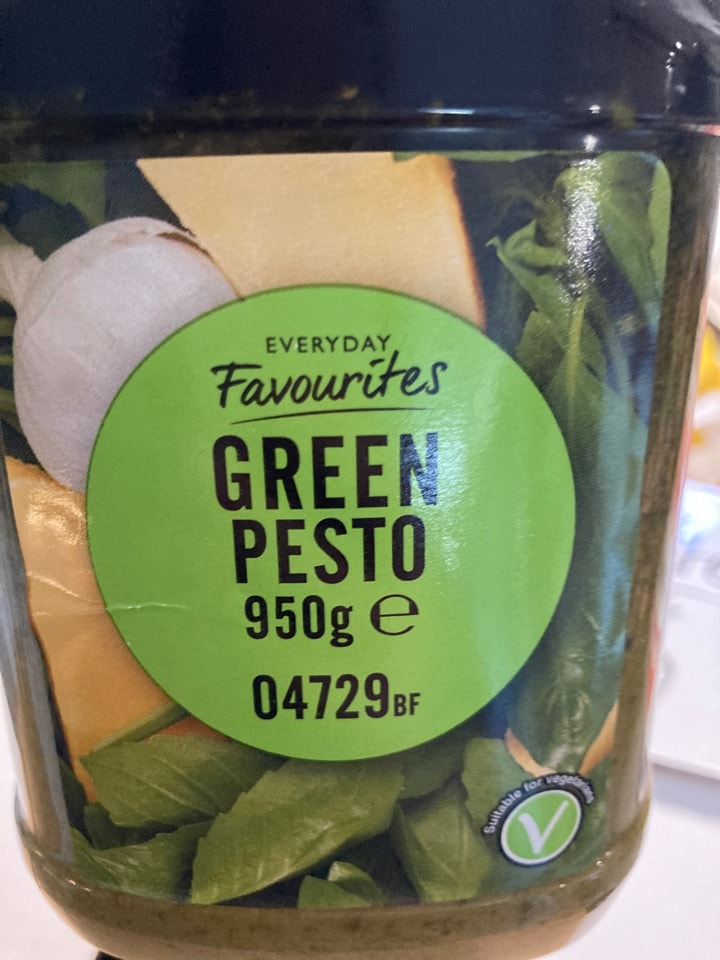 EVERYDAY
Favourites
GREEN
PESTO
950g e
04729BF
Suitable for vegetarians
V